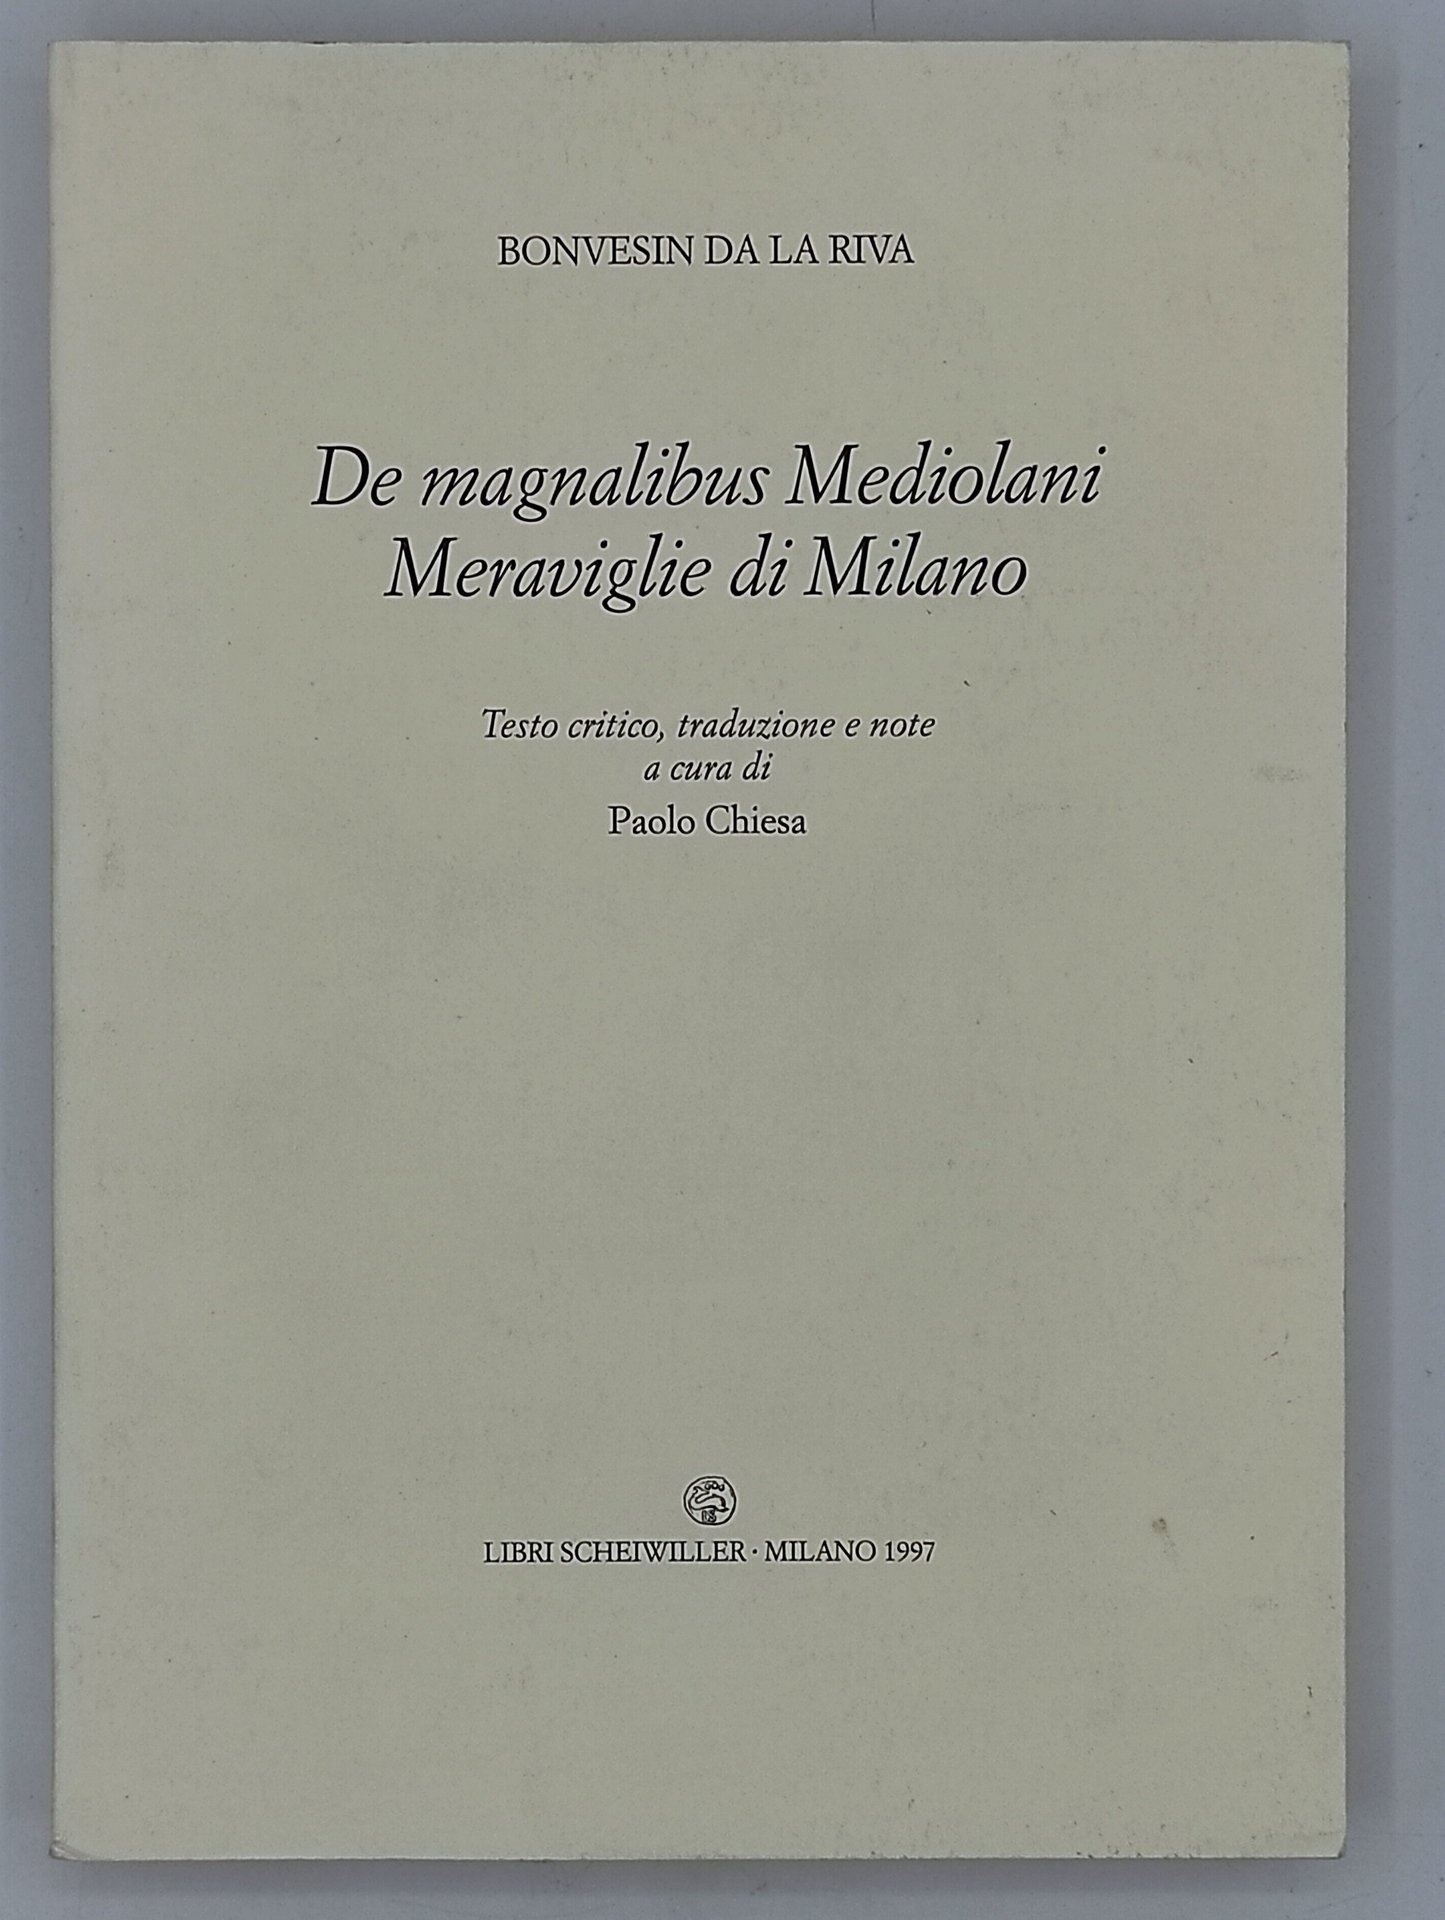 BONVESIN DA LA RIVA
De magnalibus Mediolani
Meraviglie di Milano
Testo critico, traduzione e note
a cura di
Paolo Chiesa
LIBRI SCHEIWILLER · MILANO 1997